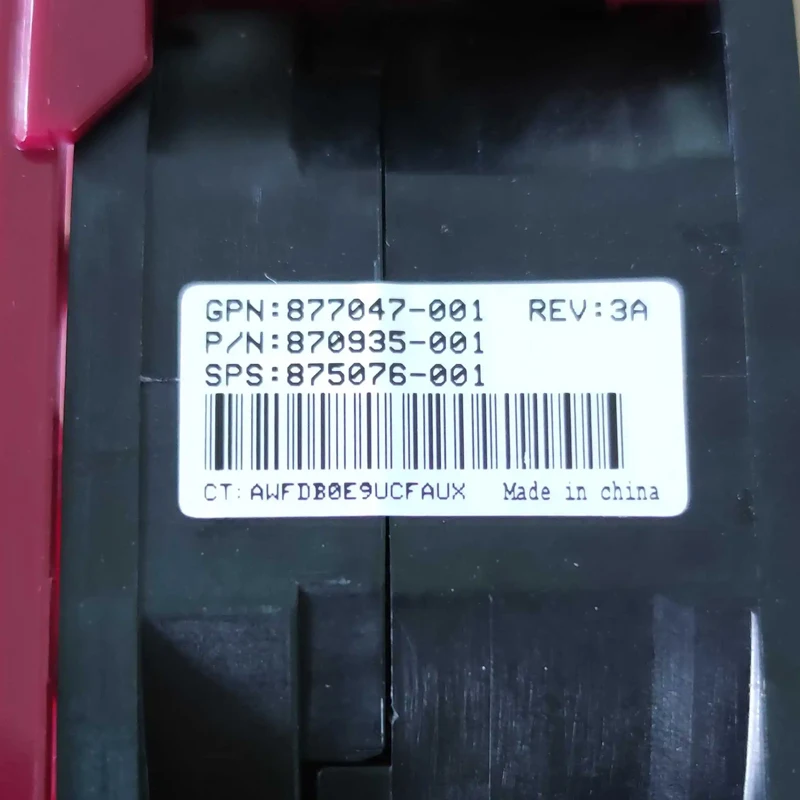 GPN:877047-001 REV:3A
P/N:870935-001
SPS:875076-001
CT: AWFDB0E9UCFAUX Made in china